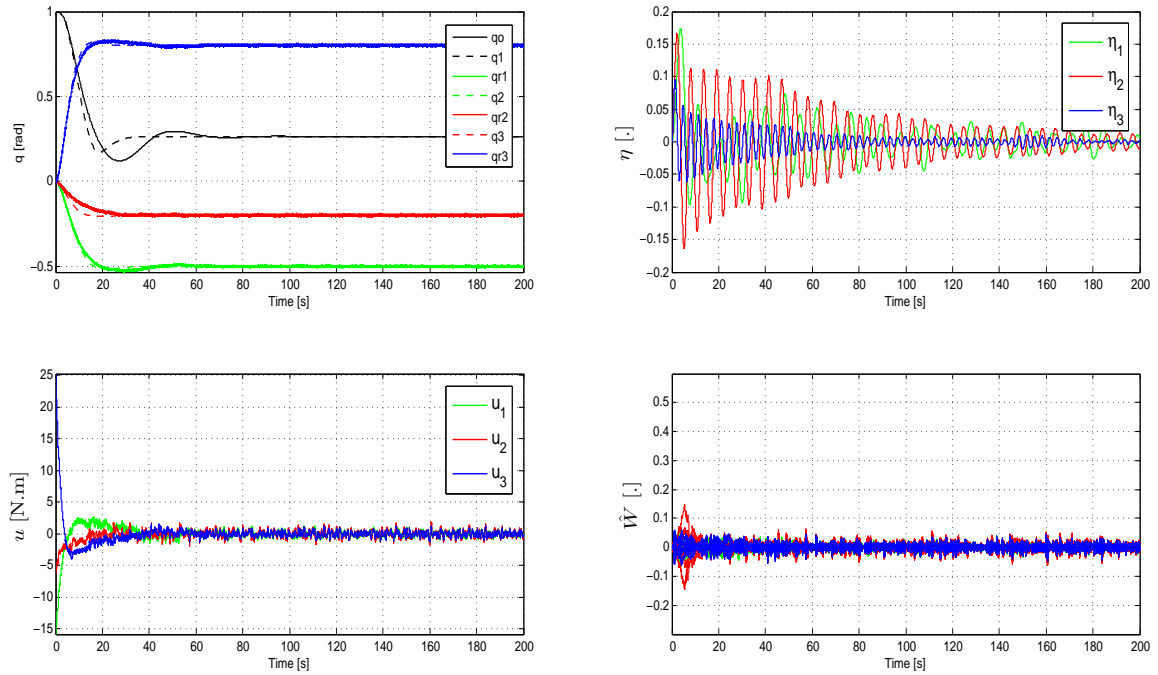 1
0.5
0
−0.5
q [rad]
0 20 40 60 80 100 120 140 160 180 200
Time [s]
qo
q1
qr1
q2
qr2
q3
qr3
0.2
0.15
0.1
0.05
0
−0.05
−0.1
−0.15
−0.2
η [.]
0 20 40 60 80 100 120 140 160 180 200
Time [s]
η1
η2
η3
25
20
15
10
5
0
−5
−10
−15
u [N.m]
0 20 40 60 80 100 120 140 160 180 200
Time [s]
u1
u2
u3
0.5
0.4
0.3
0.2
0.1
0
−0.1
−0.2
Ŵ [.]
0 20 40 60 80 100 120 140 160 180 200
Time [s]